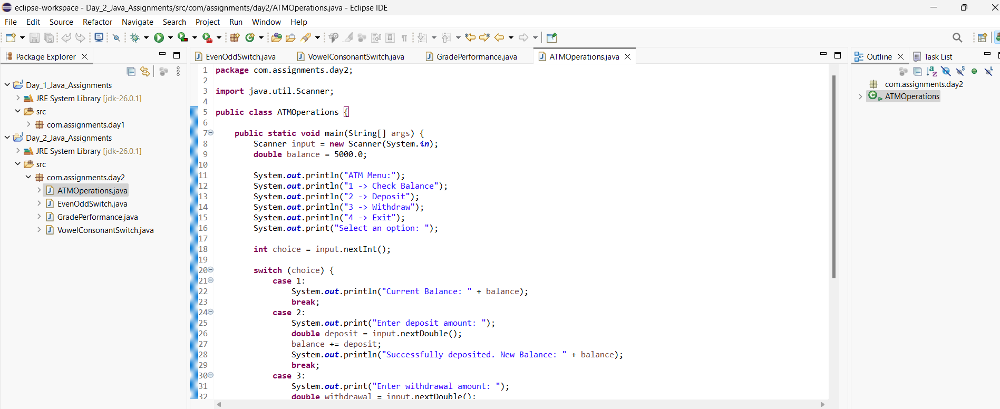 eclipse-workspace - Day_2_Java_Assignments/src/com/assignments/day2/ATMOperations.java - Eclipse IDE
File Edit Source Refactor Navigate Search Project Run Window Help
Package Explorer
Day_1_Java_Assignments
JRE System Library [jdk-26.0.1]
src
com.assignments.day1
Day_2_Java_Assignments
JRE System Library [jdk-26.0.1]
src
com.assignments.day2
ATMOperations.java
EvenOddSwitch.java
GradePerformance.java
VowelConsonantSwitch.java
EvenOddSwitch.java VowelConsonantSwitch.java GradePerformance.java ATMOperations.java
1 package com.assignments.day2;
2
3 import java.util.Scanner;
4
5 public class ATMOperations {
6
7 public static void main(String[] args) {
8 Scanner input = new Scanner(System.in);
9 double balance = 5000.0;
10
11 System.out.println("ATM Menu:");
12 System.out.println("1 -> Check Balance");
13 System.out.println("2 -> Deposit");
14 System.out.println("3 -> Withdraw");
15 System.out.println("4 -> Exit");
16 System.out.print("Select an option: ");
17
18 int choice = input.nextInt();
19
20 switch (choice) {
21 case 1:
22 System.out.println("Current Balance: " + balance);
23 break;
24 case 2:
25 System.out.print("Enter deposit amount: ");
26 double deposit = input.nextDouble();
27 balance += deposit;
28 System.out.println("Successfully deposited. New Balance: " + balance);
29 break;
30 case 3:
31 System.out.print("Enter withdrawal amount: ");
32 double withdrawal = input.nextDouble();
Outline Task List
com.assignments.day2
ATMOperations